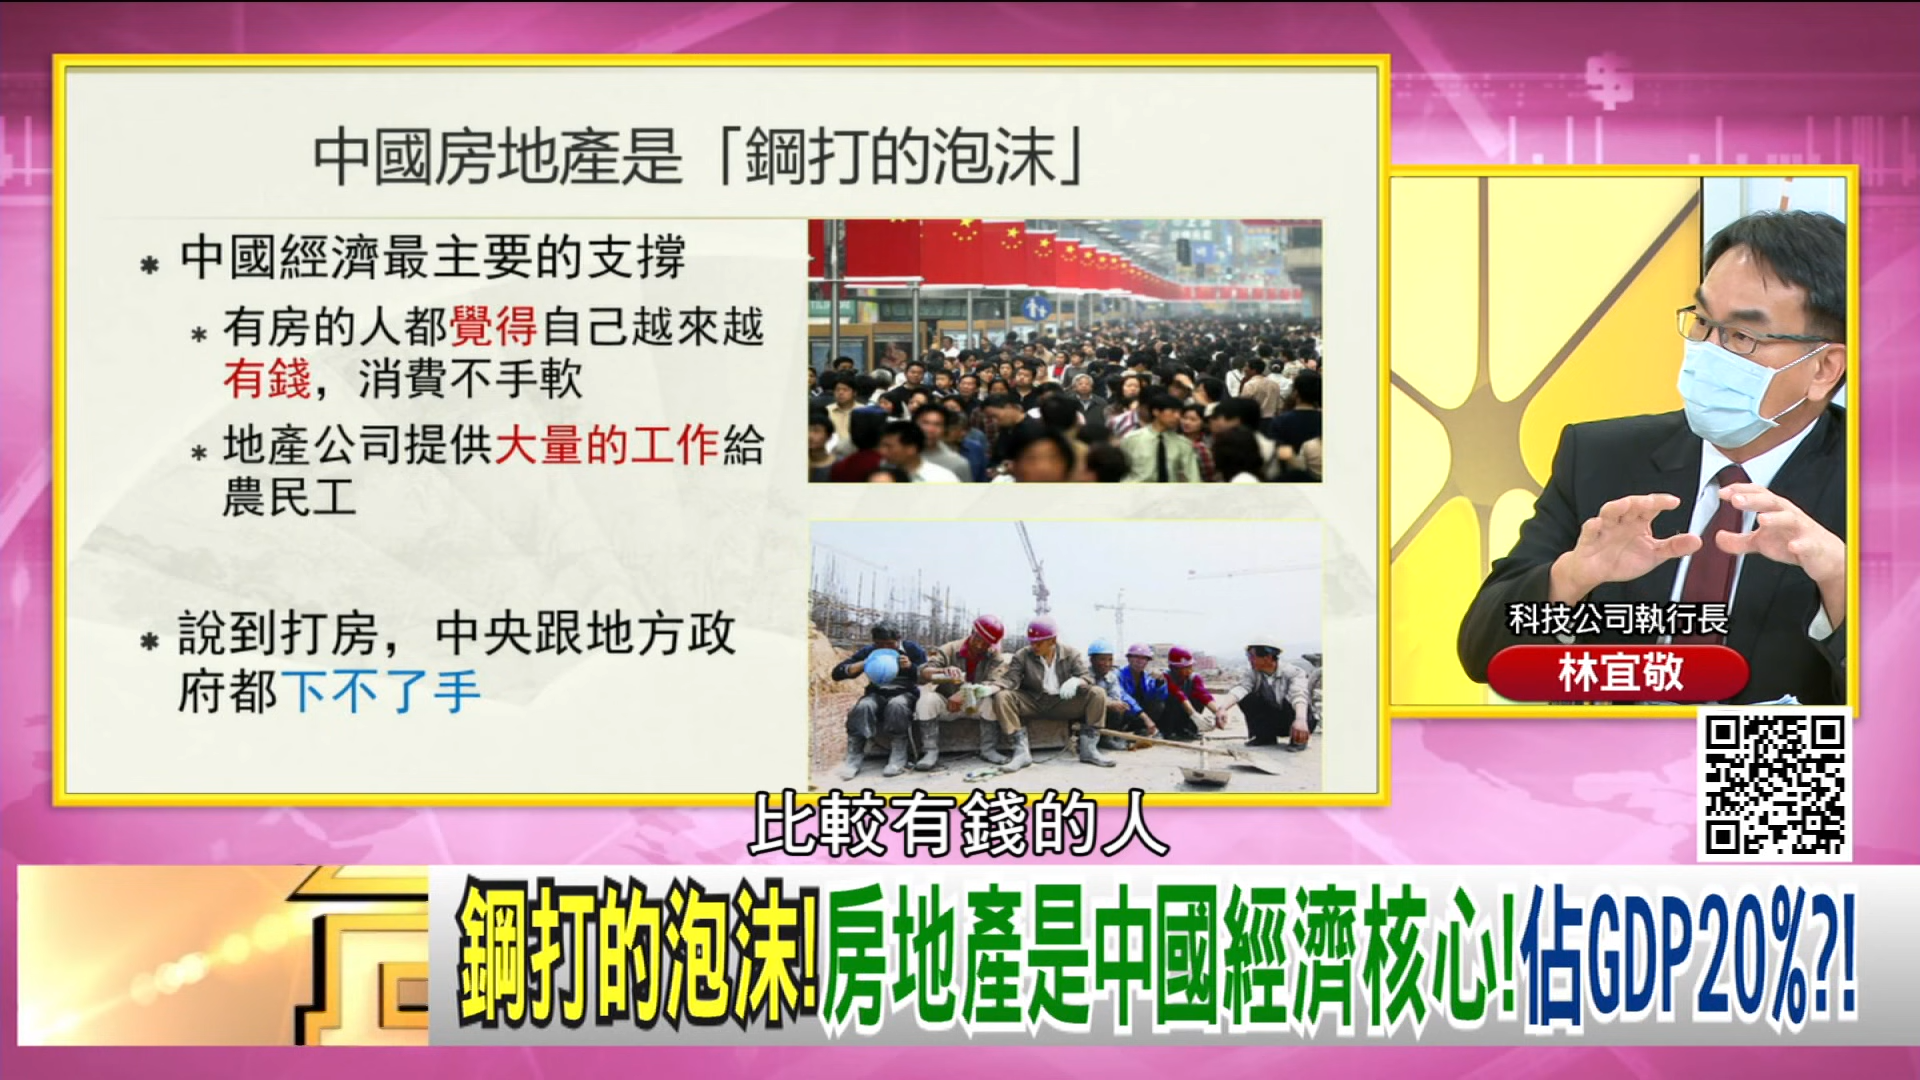 中國房地產是「鋼打的泡沫」
* 中國經濟最主要的支撐
* 有房的人都覺得自己越來越
有錢，消費不手軟
* 地產公司提供大量的工作給
農民工
* 說到打房，中央跟地方政
府都下不了手
科技公司執行長
林宜敬
比較有錢的人
鋼打的泡沫!房地產是中國經濟核心!佔GDP20%?!